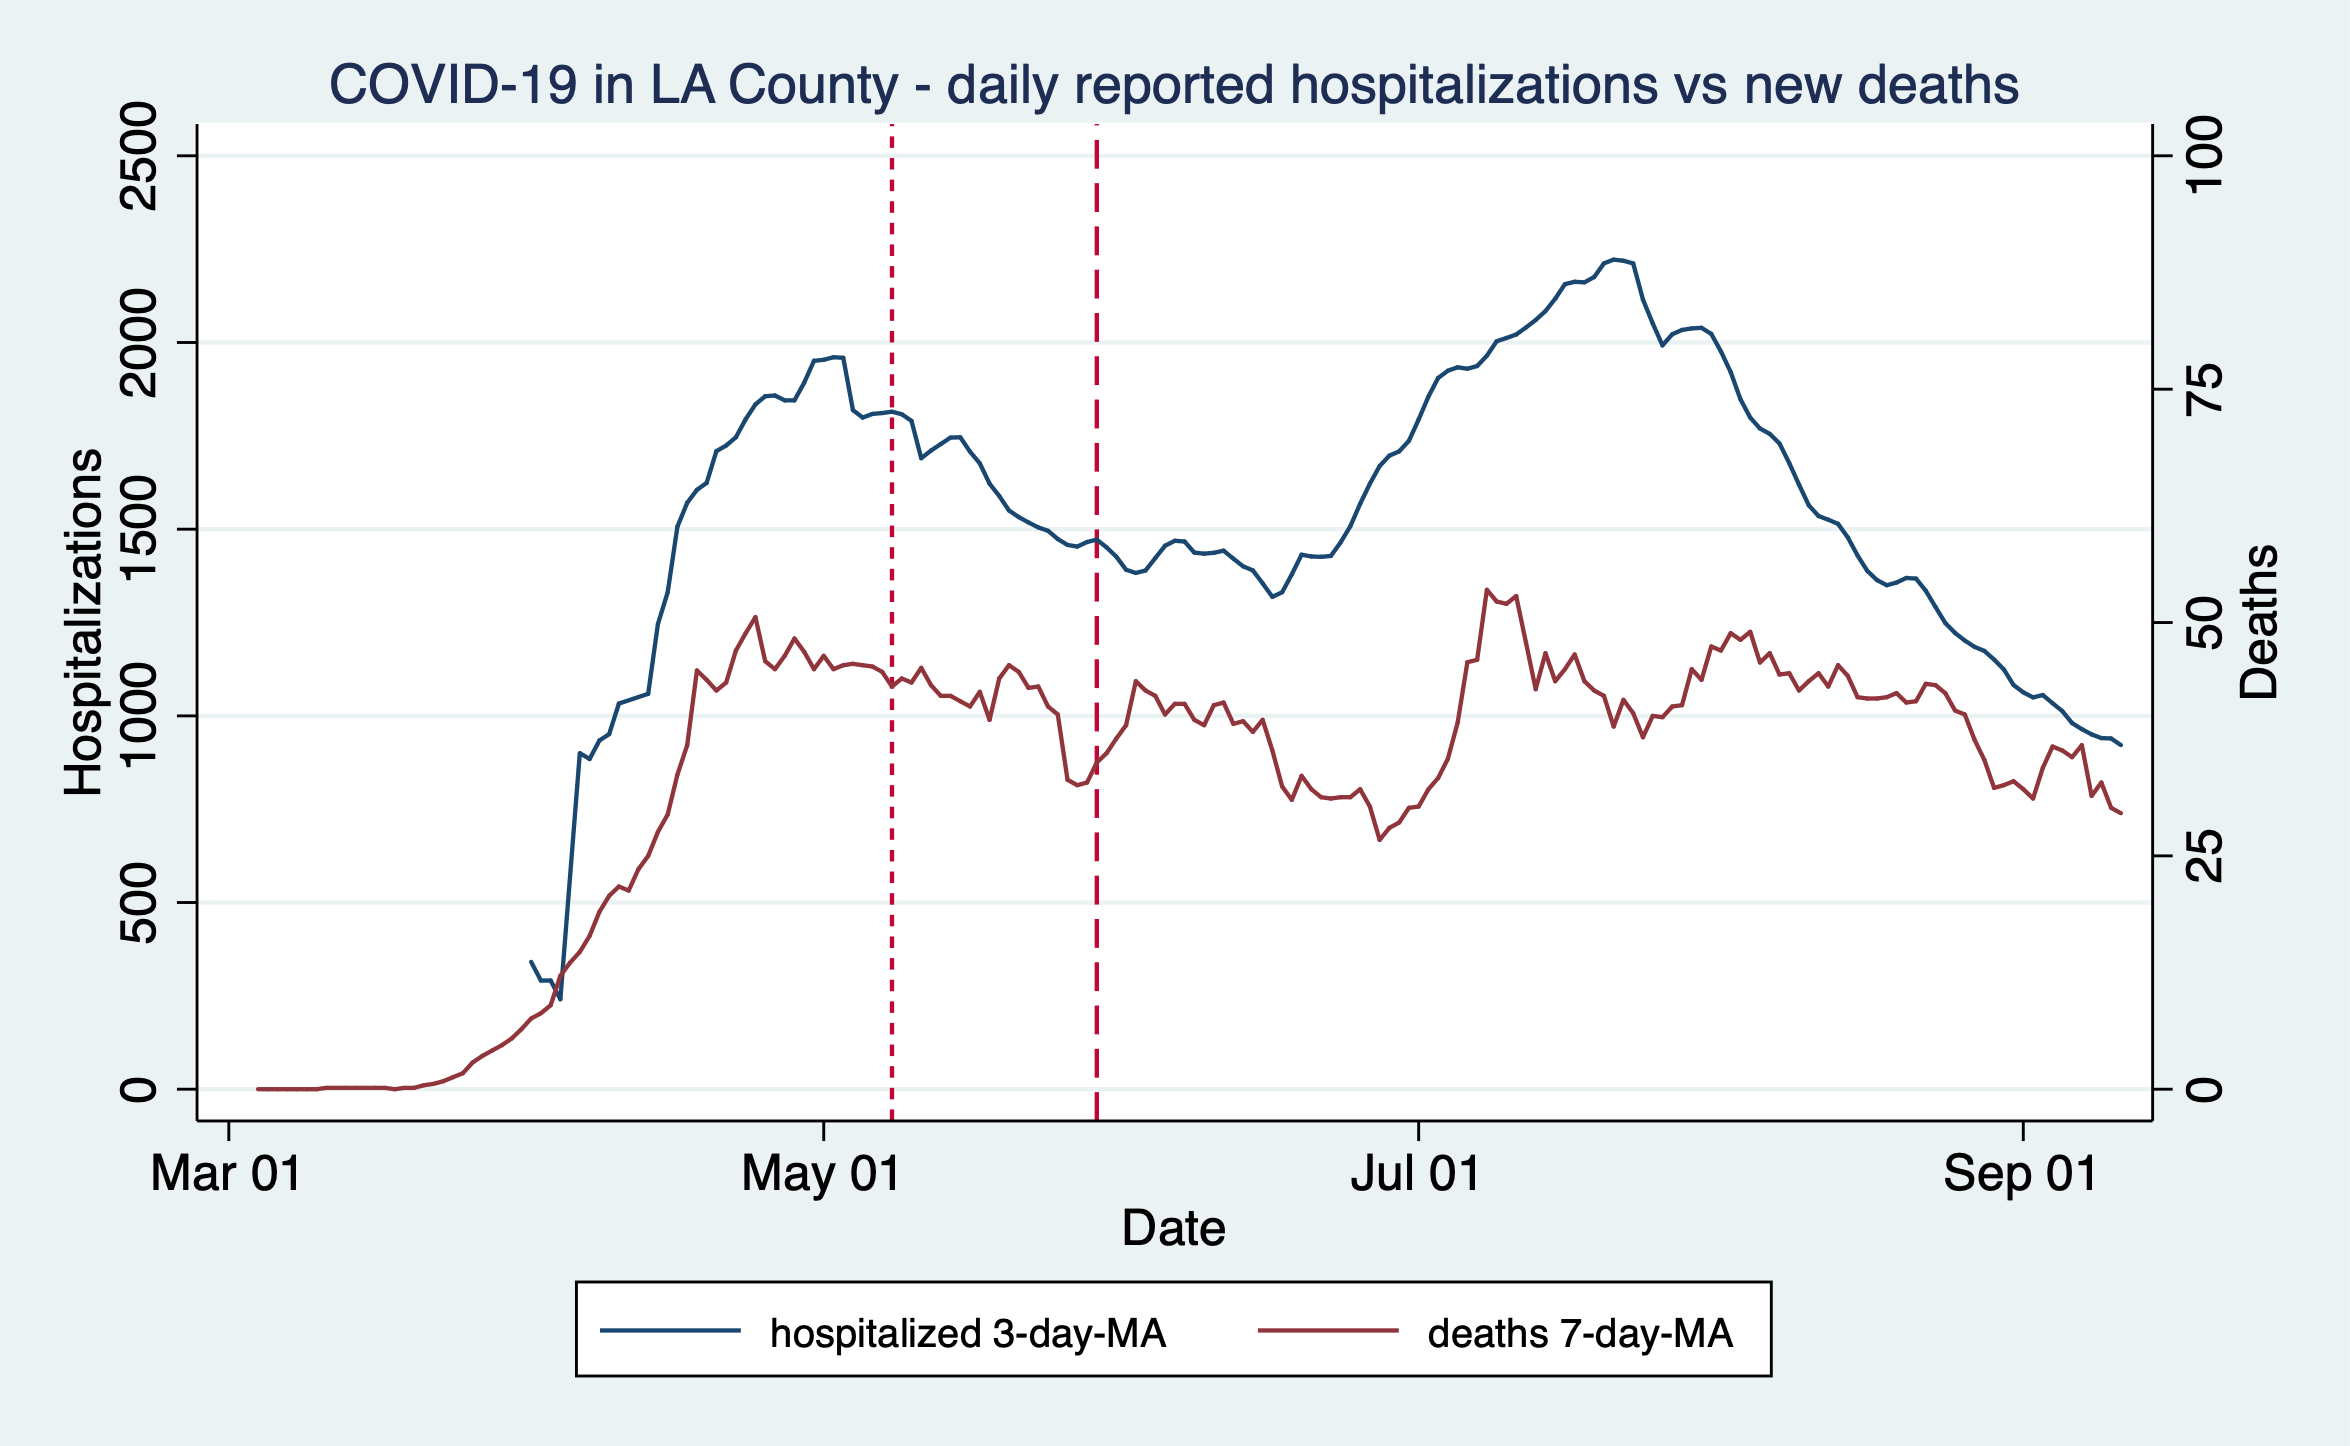 COVID-19 in LA County - daily reported hospitalizations vs new deaths
Hospitalizations
2500
2000
1500
1000
500
0
100
75
50
25
0
Deaths
Mar 01 May 01 Jul 01 Sep 01
Date
hospitalized 3-day-MA deaths 7-day-MA